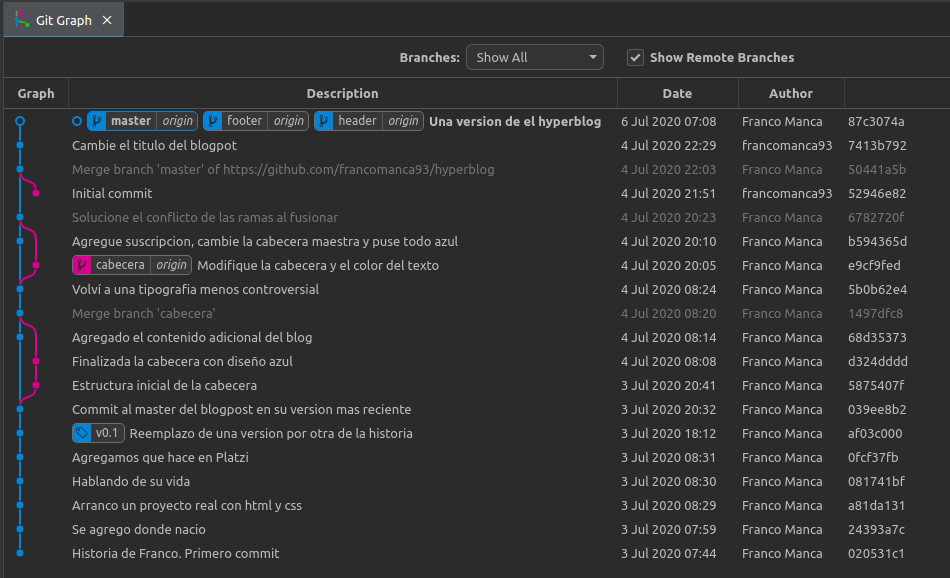 Git Graph
Branches: Show All Show Remote Branches
Graph Description Date Author
master origin footer origin header origin Una version de el hyperblog 6 Jul 2020 07:08 Franco Manca 87c3074a
Cambie el titulo del blogpot 4 Jul 2020 22:29 francomanca93 7413b792
Merge branch 'master' of https://github.com/francomanca93/hyperblog 4 Jul 2020 22:03 Franco Manca 50441a5b
Initial commit 4 Jul 2020 21:51 francomanca93 52946e82
Solucione el conflicto de las ramas al fusionar 4 Jul 2020 20:23 Franco Manca 6782720f
Agregue suscripcion, cambie la cabecera maestra y puse todo azul 4 Jul 2020 20:10 Franco Manca b594365d
cabecera origin Modifique la cabecera y el color del texto 4 Jul 2020 20:05 Franco Manca e9cf9fed
Volví a una tipografia menos controversial 4 Jul 2020 08:24 Franco Manca 5b0b62e4
Merge branch 'cabecera' 4 Jul 2020 08:20 Franco Manca 1497dfc8
Agregado el contenido adicional del blog 4 Jul 2020 08:14 Franco Manca 68d35373
Finalizada la cabecera con diseño azul 4 Jul 2020 08:08 Franco Manca d324dddd
Estructura inicial de la cabecera 3 Jul 2020 20:41 Franco Manca 5875407f
Commit al master del blogpost en su version mas reciente 3 Jul 2020 20:32 Franco Manca 039ee8b2
v0.1 Reemplazo de una version por otra de la historia 3 Jul 2020 18:12 Franco Manca af03c000
Agregamos que hace en Platzi 3 Jul 2020 08:31 Franco Manca 0fcf37fb
Hablando de su vida 3 Jul 2020 08:30 Franco Manca 081741bf
Arranco un proyecto real con html y css 3 Jul 2020 08:29 Franco Manca a81da131
Se agrego donde nacio 3 Jul 2020 07:59 Franco Manca 24393a7c
Historia de Franco. Primero commit 3 Jul 2020 07:44 Franco Manca 020531c1